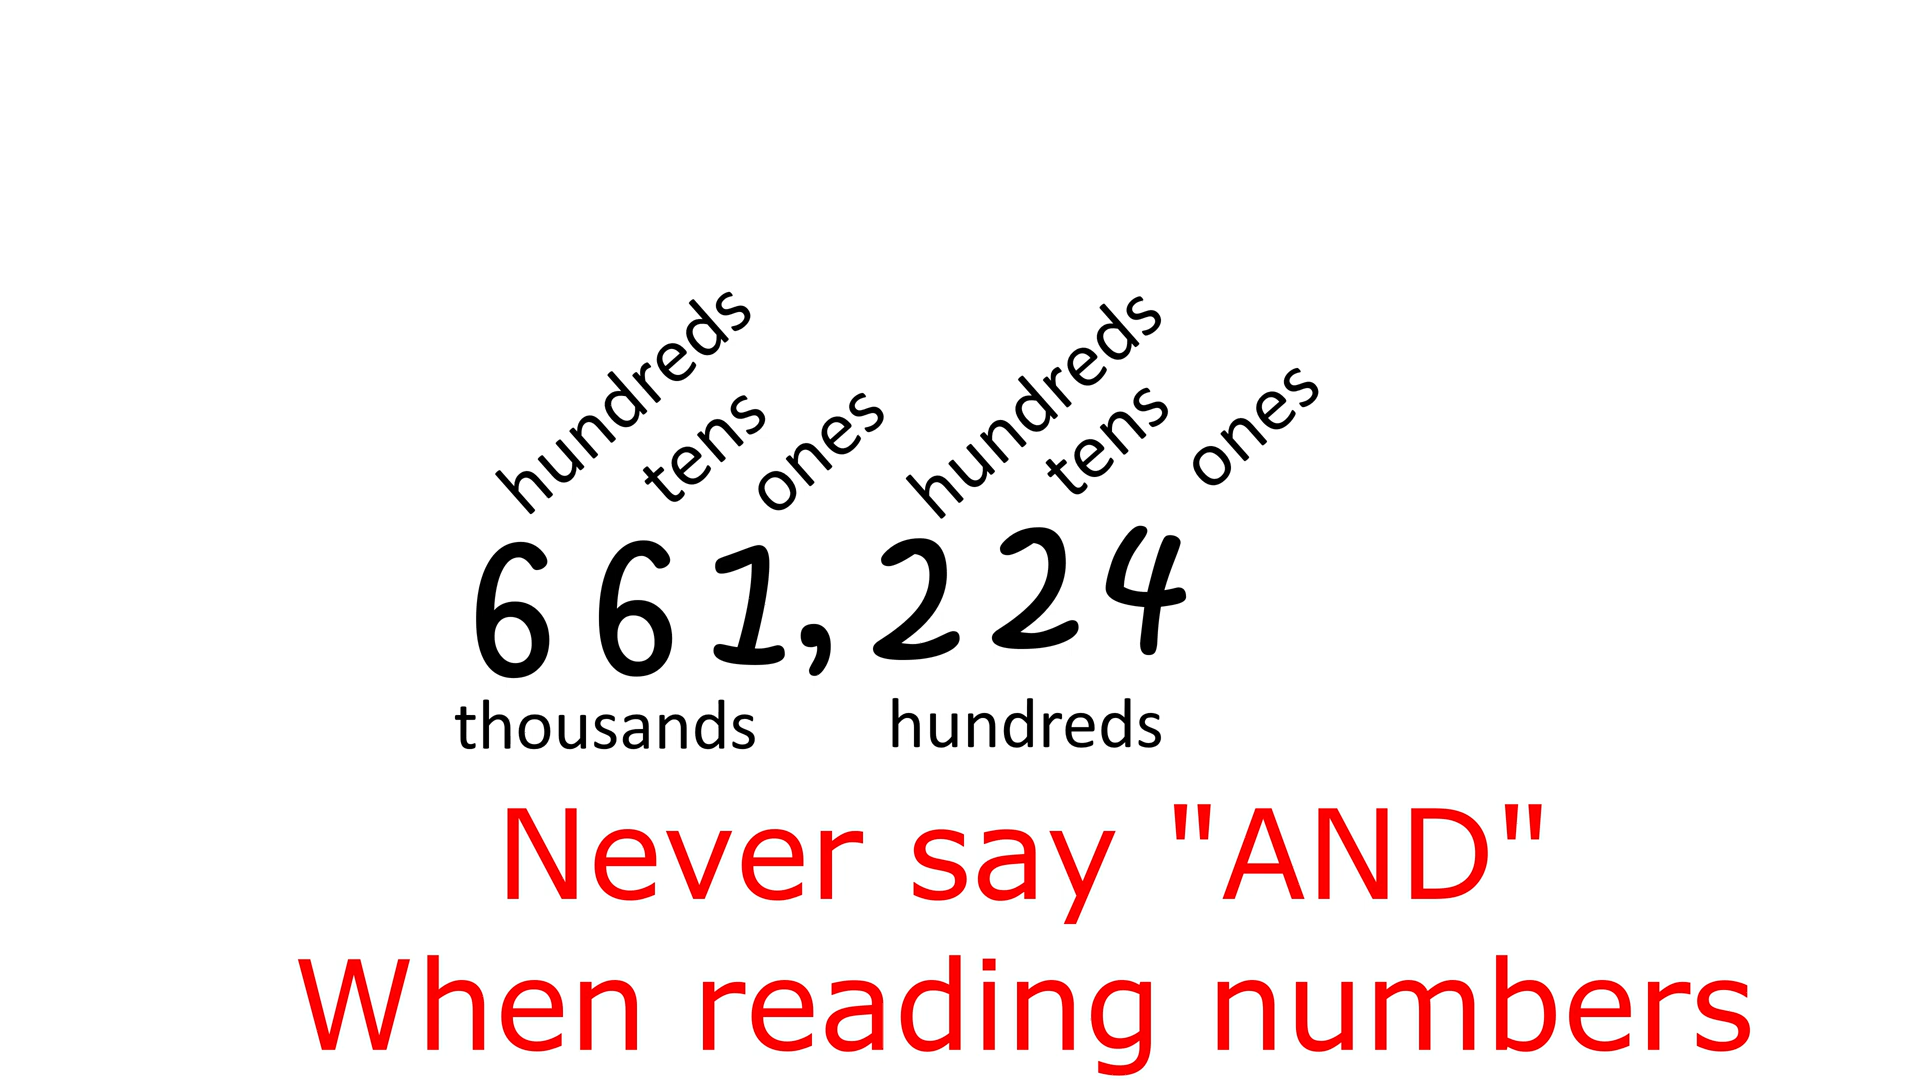 hundreds tens ones hundreds tens ones
661,224
thousands hundreds
Never say "AND"
When reading numbers